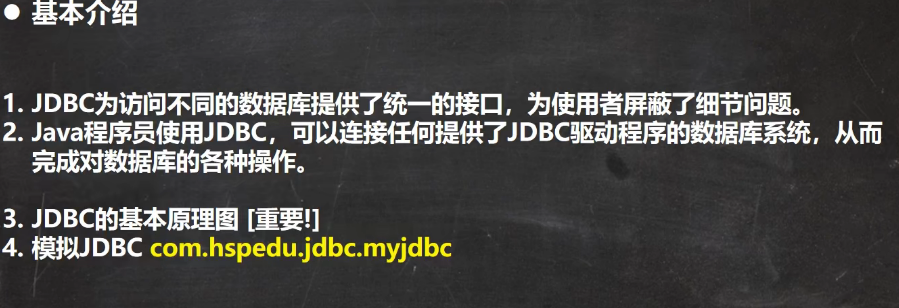 ● 基本介绍
1. JDBC为访问不同的数据库提供了统一的接口，为使用者屏蔽了细节问题。
2. Java程序员使用JDBC，可以连接任何提供了JDBC驱动程序的数据库系统，从而
完成对数据库的各种操作。
3. JDBC的基本原理图 [重要!]
4. 模拟JDBC com.hspedu.jdbc.myjdbc